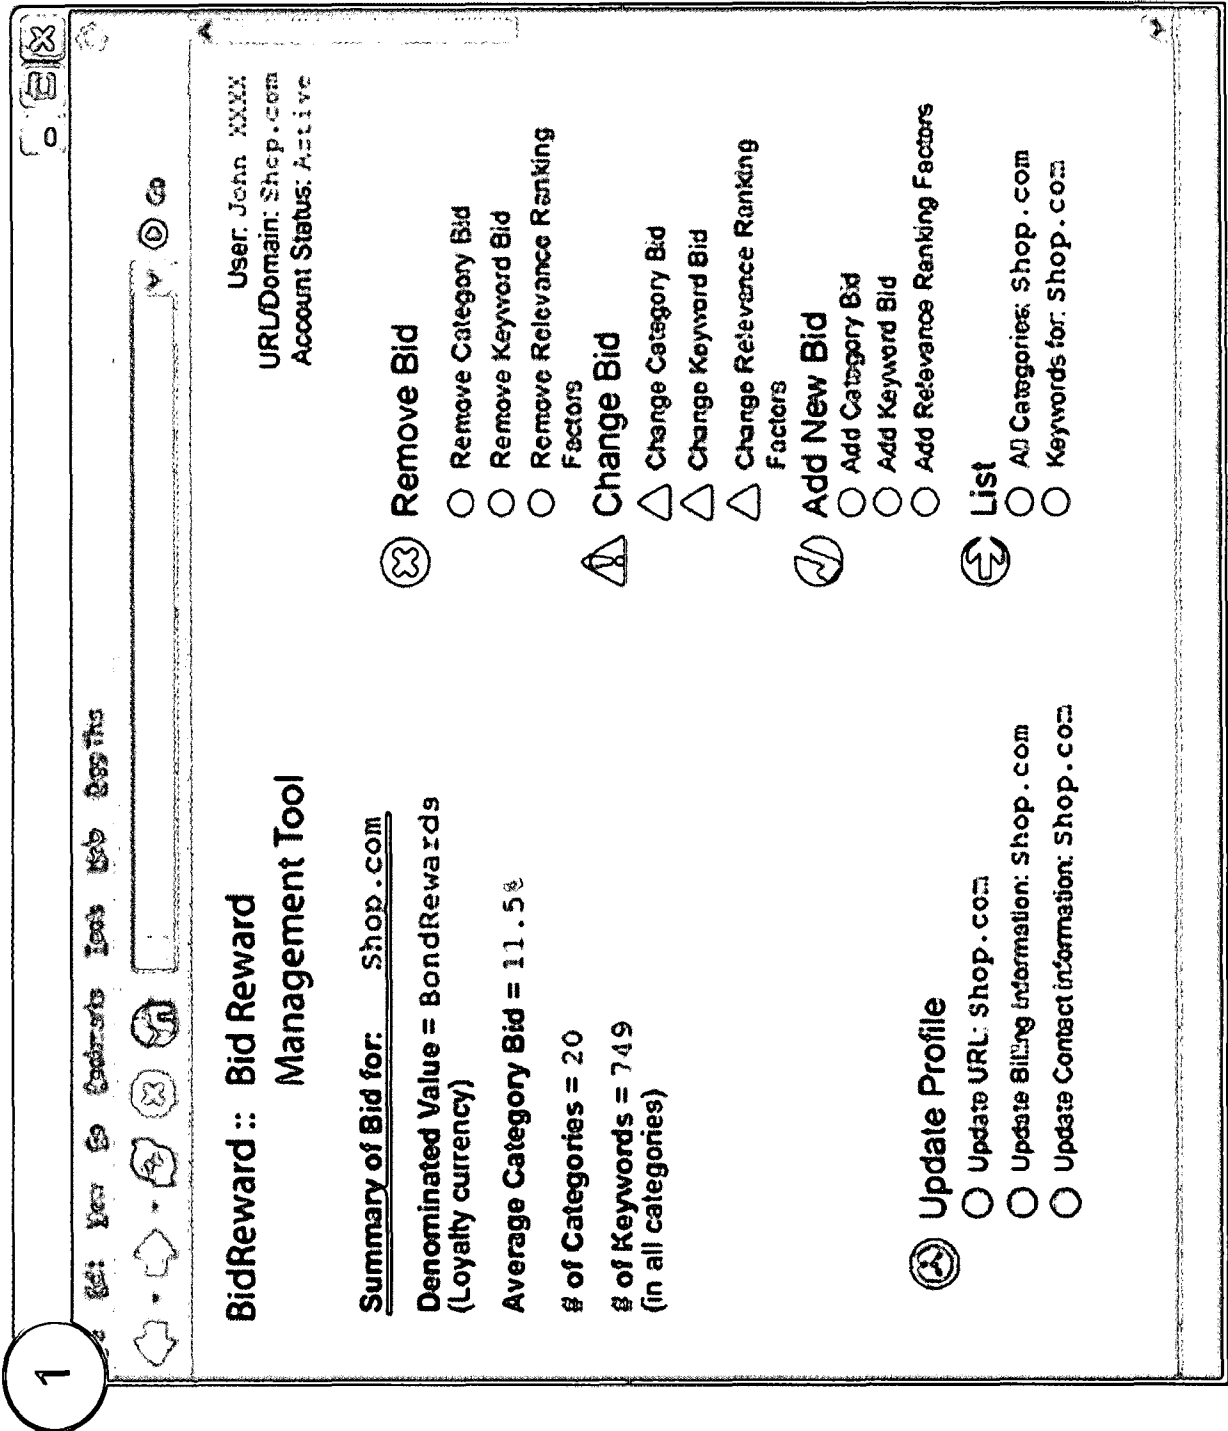 1
Tools
BidReward :: Bid Reward
Management Tool
User: John XXXX
URL/Domain: Shop.com
Account Status: Active
Summary of Bid for: Shop.com
Denominated Value = BondRewards
(Loyalty currency)
Average Category Bid = 11.5%
# of Categories = 20
# of Keywords = 749
(in all categories)
Remove Bid
Remove Category Bid
Remove Keyword Bid
Remove Relevance Ranking
Factors
Change Bid
Change Category Bid
Change Keyword Bid
Change Relevance Ranking
Factors
Add New Bid
Add Category Bid
Add Keyword Bid
Add Relevance Ranking Factors
Update Profile
Update URL: Shop.com
Update Billing Information: Shop.com
Update Contact information: Shop.com
List
All Categories: Shop.com
Keywords for: Shop.com